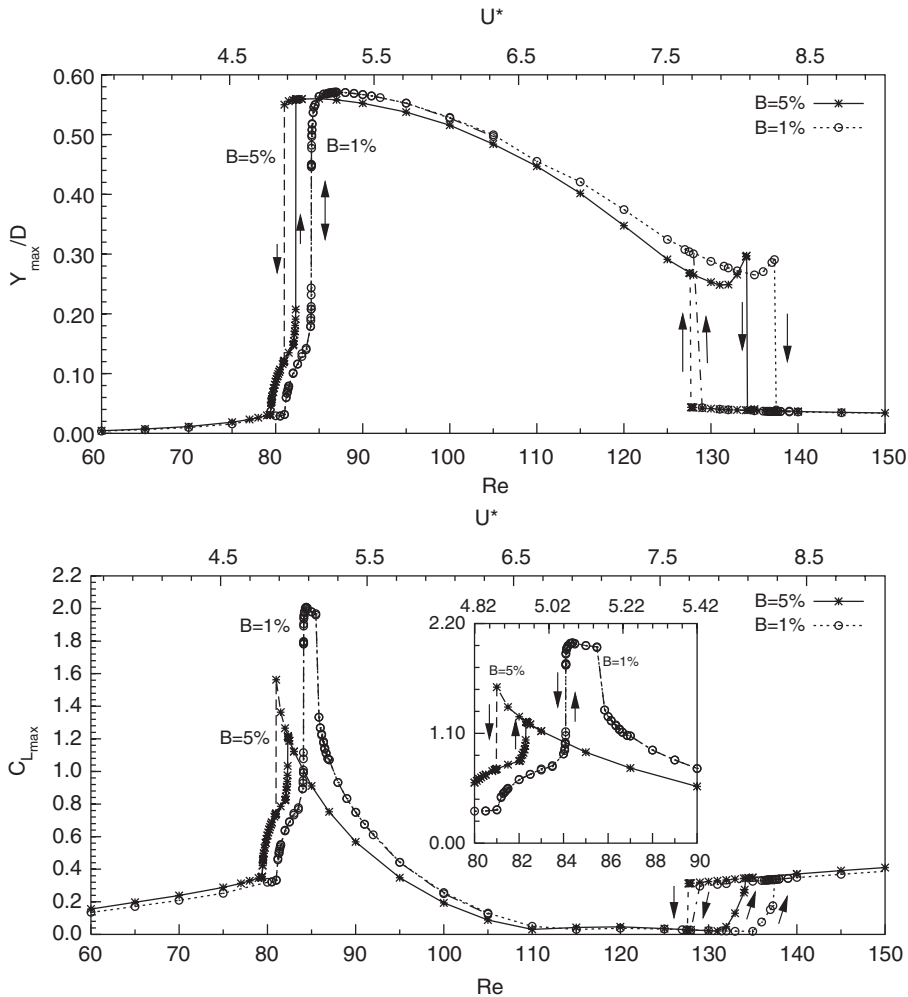 U*
4.5 5.5 6.5 7.5 8.5
0.60
0.50
0.40
0.30
0.20
0.10
0.00
Y max /D
B=5%
B=1%
B=5%
B=1%
60 70 80 90 100 110 120 130 140 150
Re
U*
4.5 5.5 6.5 7.5 8.5
2.2
2.0
1.8
1.6
1.4
1.2
1.0
0.8
0.6
0.4
0.2
0.0
C Lmax
B=1%
B=5%
B=5%
B=1%
4.82 5.02 5.22 5.42
2.20
1.10
0.00
B=5%
B=1%
80 82 84 86 88 90
60 70 80 90 100 110 120 130 140 150
Re